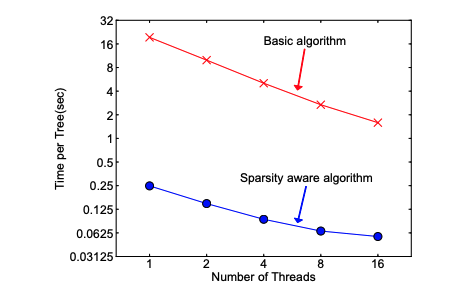 32
16
8
4
2
1
0.5
0.25
0.125
0.0625
0.03125
Time per Tree(sec)
Basic algorithm
Sparsity aware algorithm
1 2 4 8 16
Number of Threads